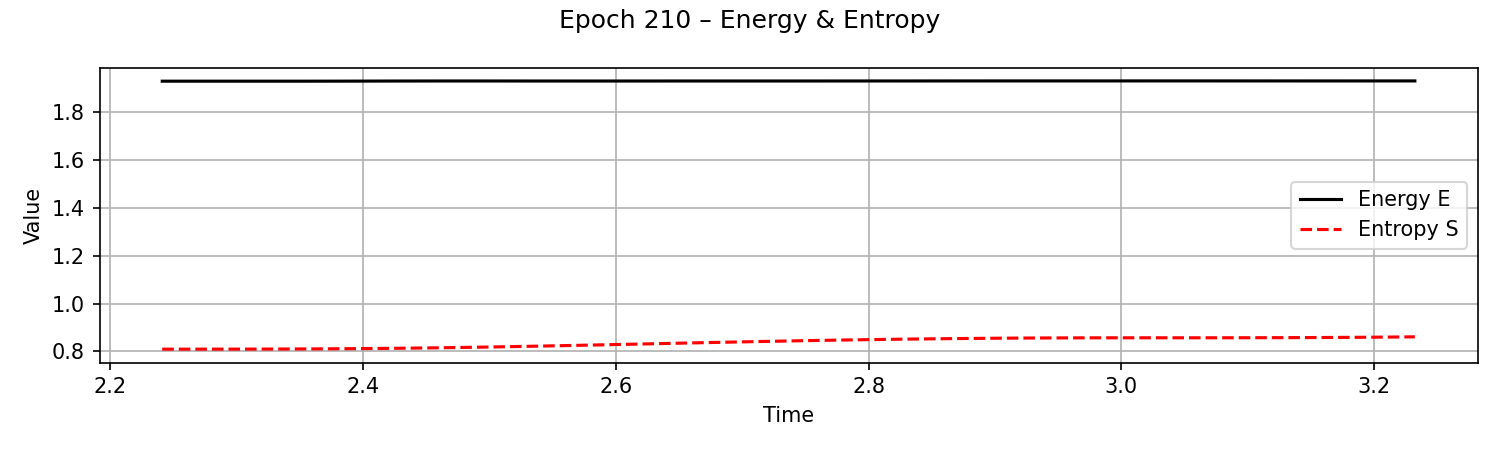 Epoch 210 – Energy & Entropy
Value
1.8
1.6
1.4
1.2
1.0
0.8
Energy E
Entropy S
2.2 2.4 2.6 2.8 3.0 3.2
Time